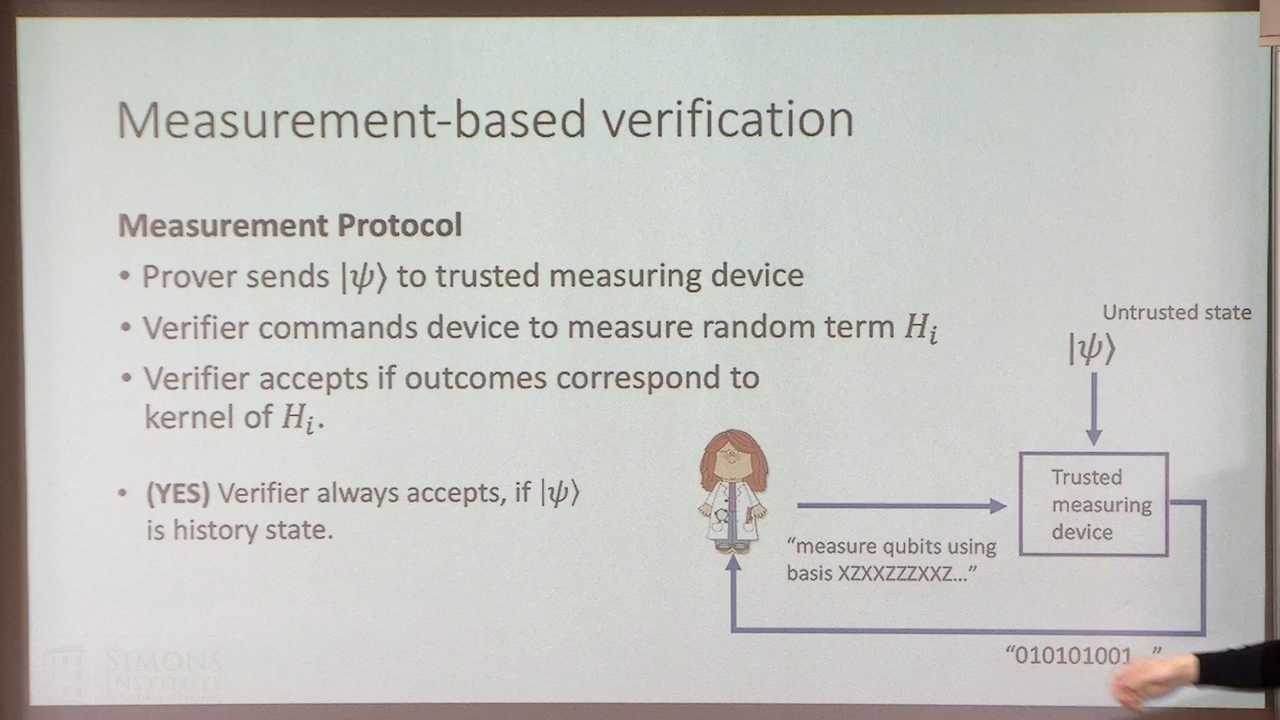 Measurement-based verification
Measurement Protocol
• Prover sends |ψ⟩ to trusted measuring device
• Verifier commands device to measure random term Hᵢ
• Verifier accepts if outcomes correspond to
kernel of Hᵢ.
• (YES) Verifier always accepts, if |ψ⟩
is history state.
Untrusted state
|ψ⟩
Trusted
measuring
device
“measure qubits using
basis XZXXZZZXXZ...”
“010101001...”
SIMONS
INSTITUTE